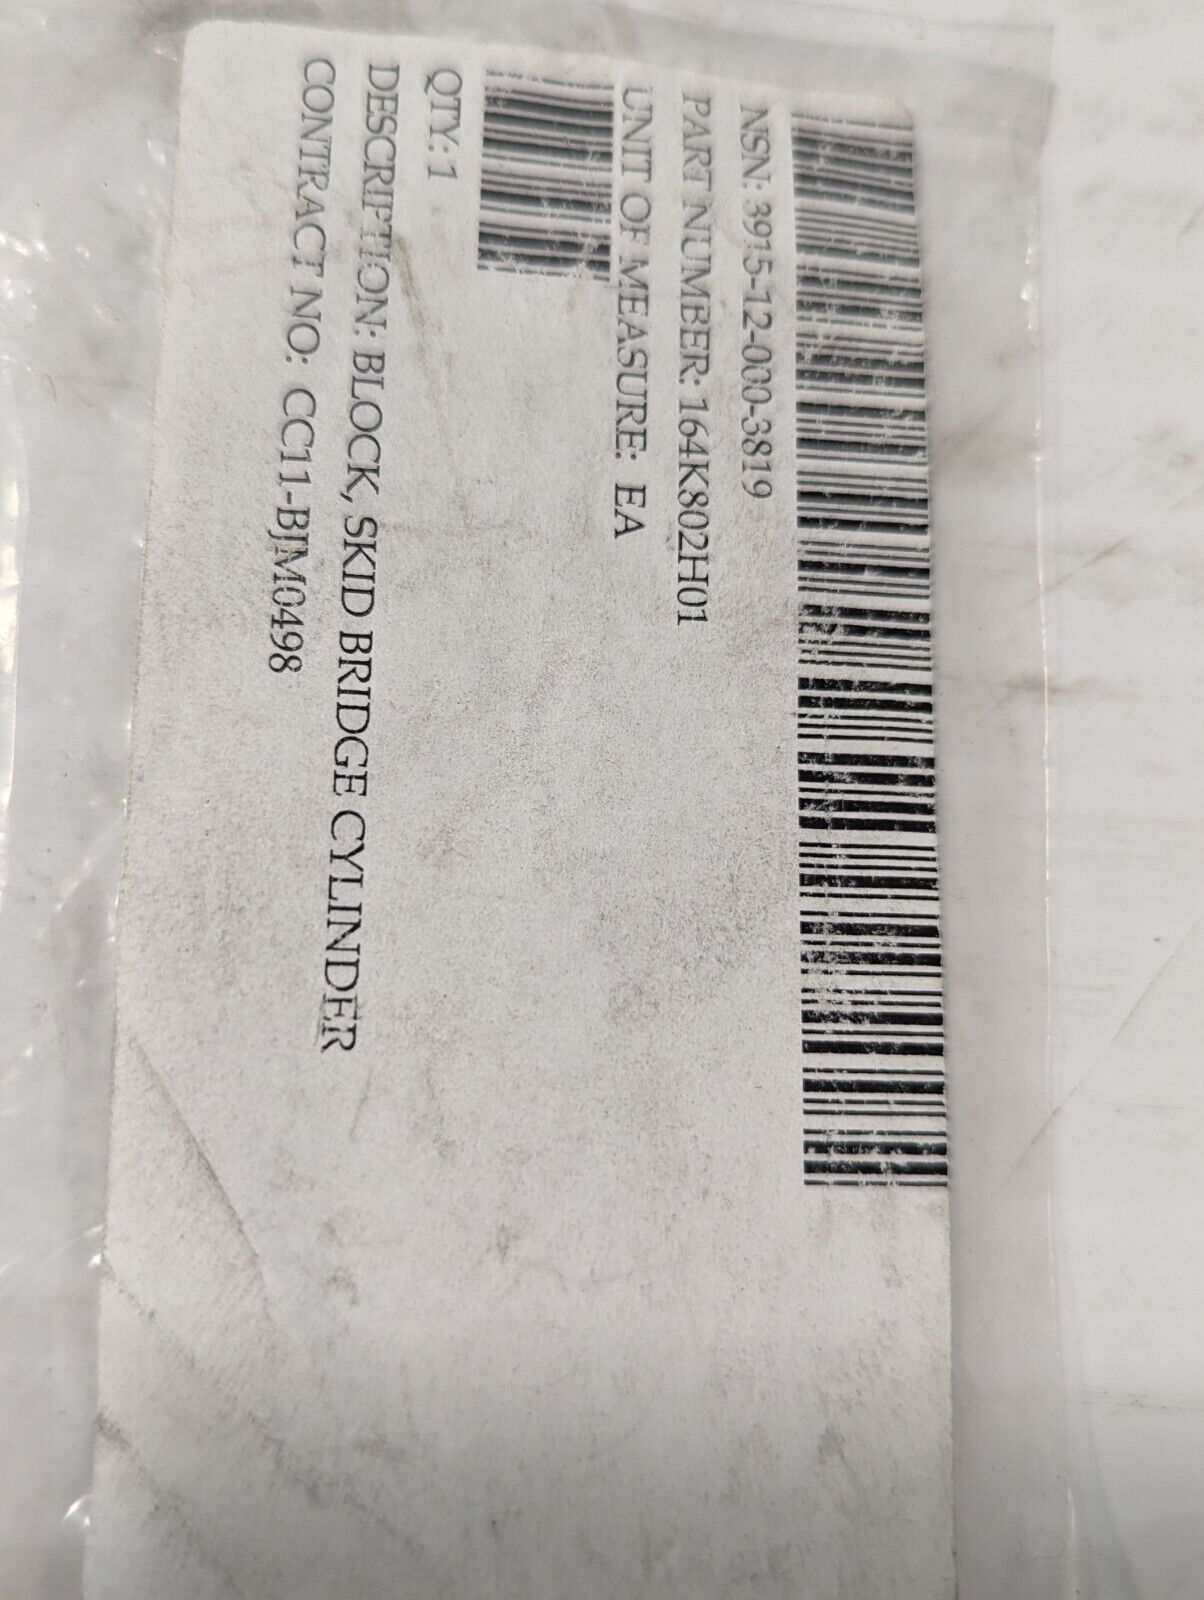 NSN: 3915-12-000-3819
PART NUMBER: 164K802H01
UNIT OF MEASURE: EA
QTY: 1
DESCRIPTION: BLOCK, SKID BRIDGE CYLINDER
CONTRACT NO: CC11-BJM0498